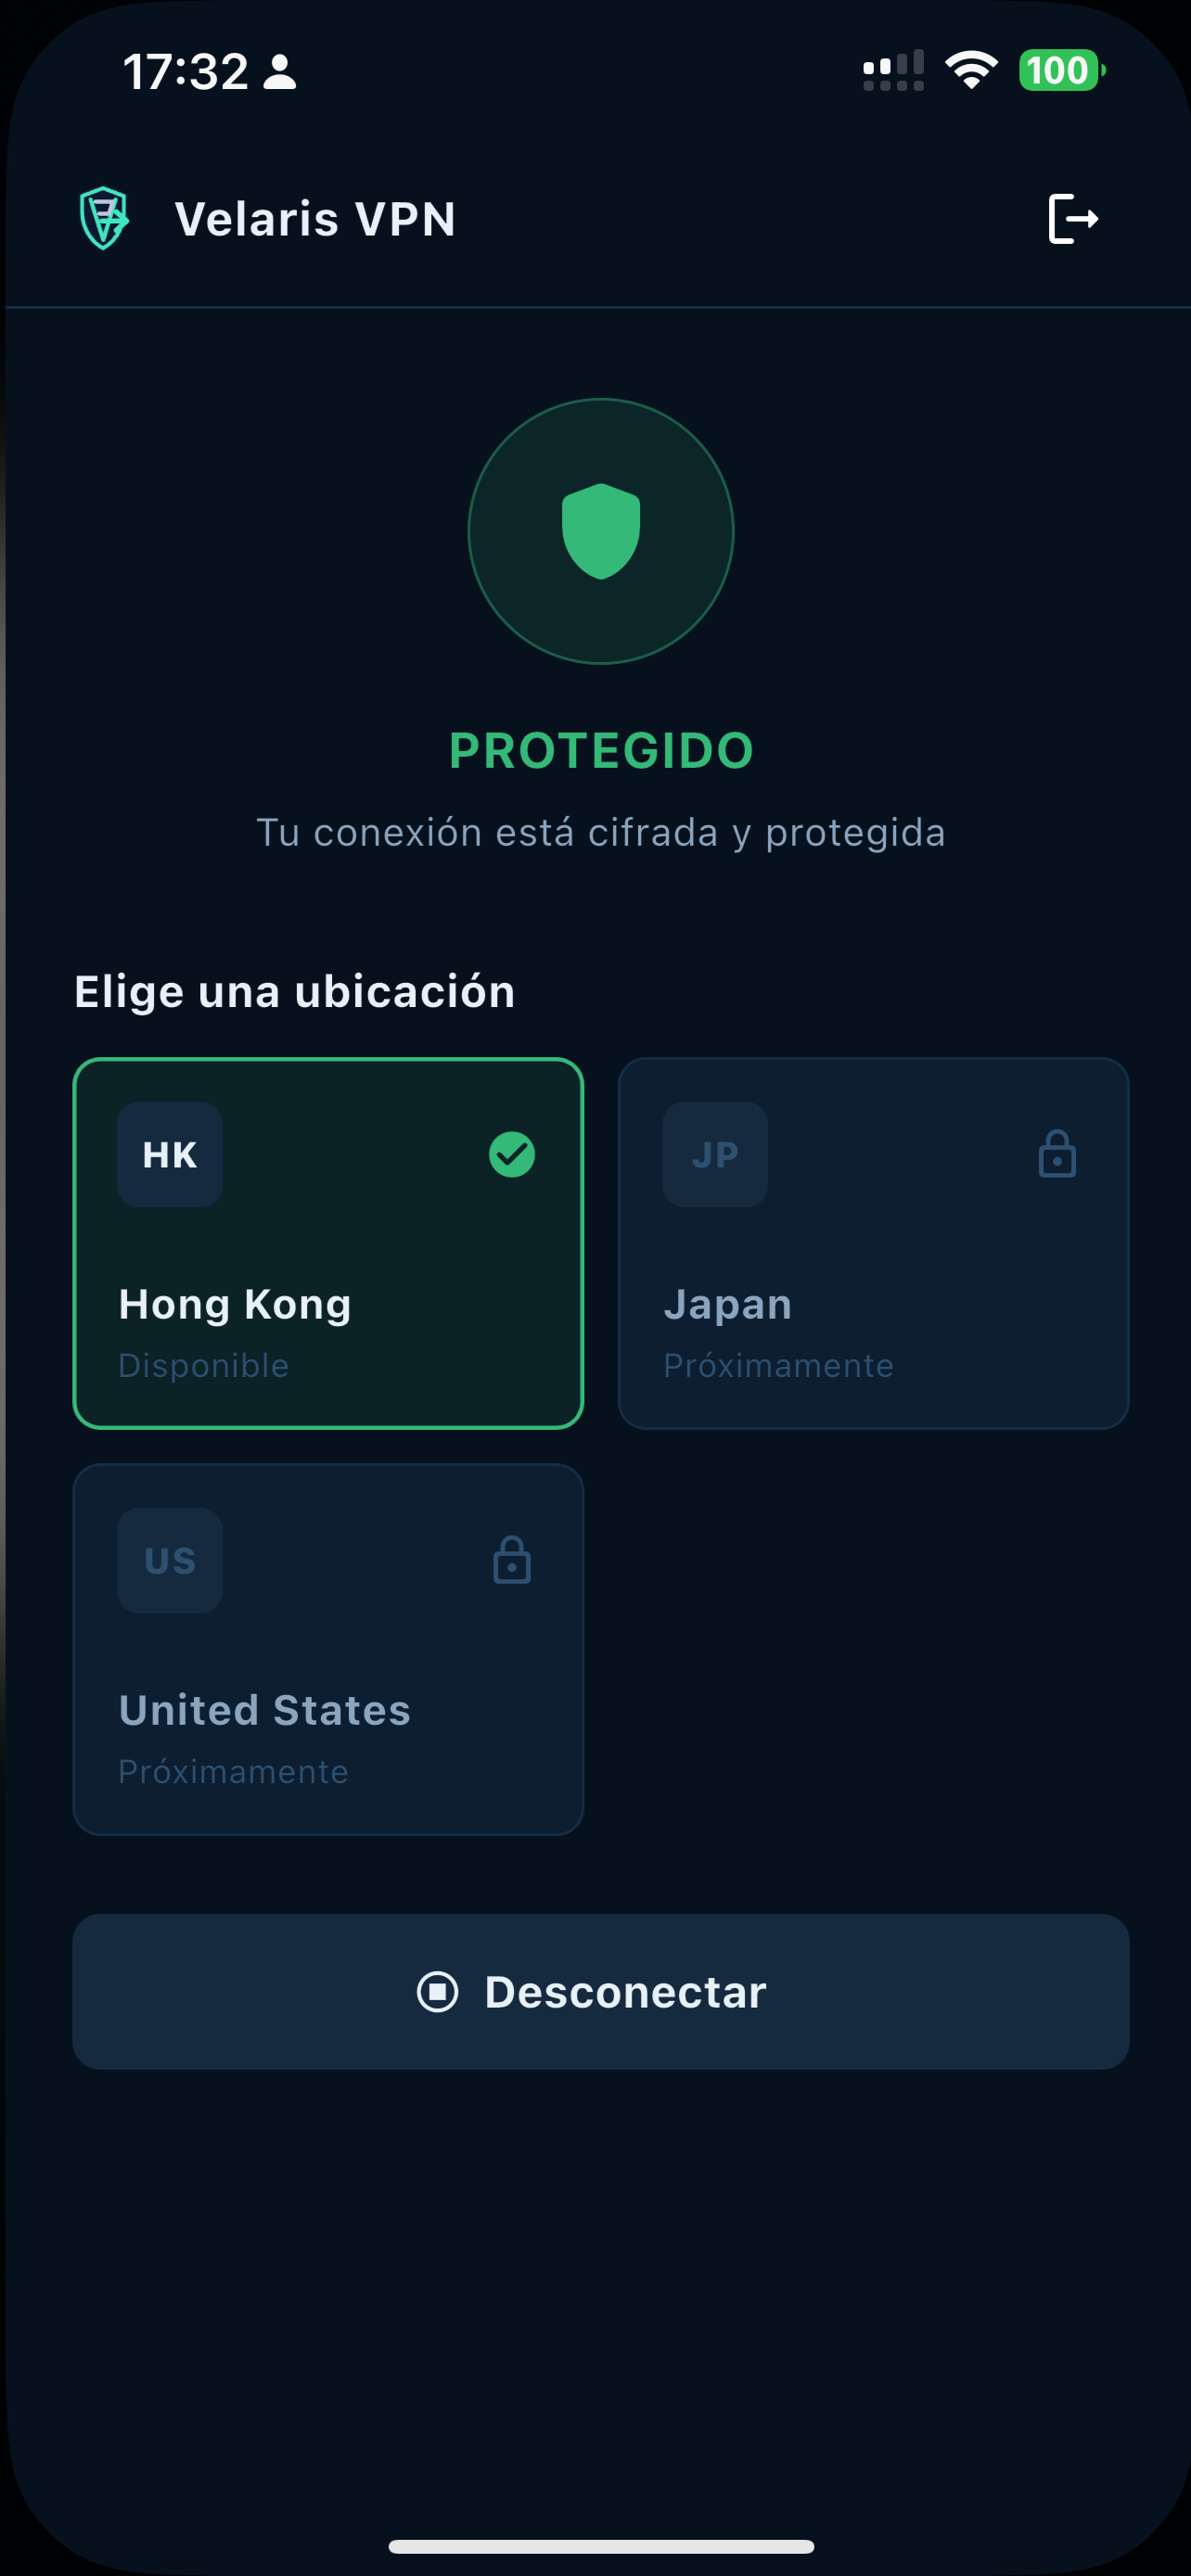 17:32
100
Velaris VPN
PROTEGIDO
Tu conexión está cifrada y protegida
Elige una ubicación
HK
Hong Kong
Disponible
JP
Japan
Próximamente
US
United States
Próximamente
Desconectar